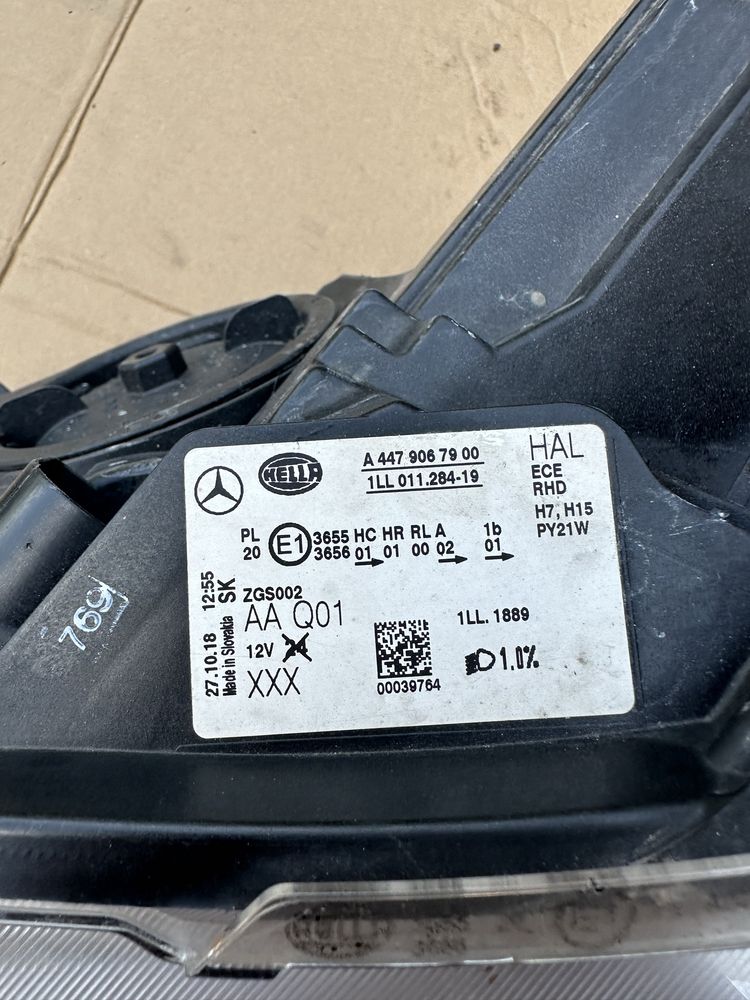 HELLA
A 447 906 79 00
1LL 011.284-19
HAL
ECE
RHD
H7, H15
PY21W
PL
20
E1
3655 HC HR RL A 1b
3656 01 01 00 02 01
27.10.18 12:55
Made in Slovakia SK
ZGS002
AA Q01
12V 24
XXX
00039764
1LL. 1889
1.0%
769
HELLA